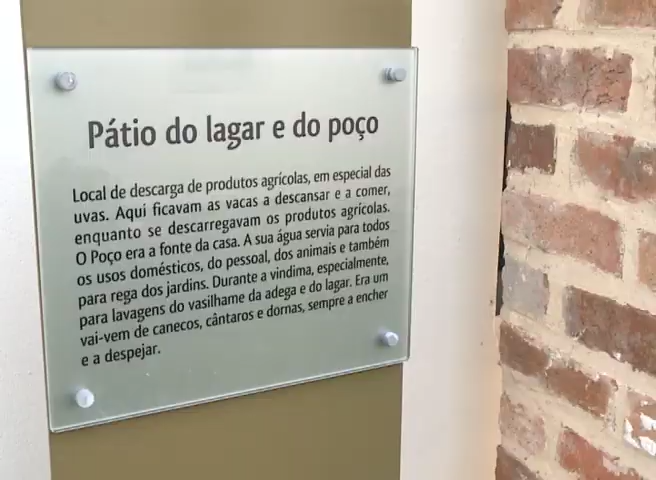 Pátio do lagar e do poço
Local de descarga de produtos agrícolas, em especial das
uvas. Aqui ficavam as vacas a descansar e a comer,
enquanto se descarregavam os produtos agrícolas.
O Poço era a fonte da casa. A sua água servia para todos
os usos domésticos, do pessoal, dos animais e também
para rega dos jardins. Durante a vindima, especialmente,
para lavagens do vasilhame da adega e do lagar. Era um
vai-vem de canecos, cântaros e dornas, sempre a encher
e a despejar.